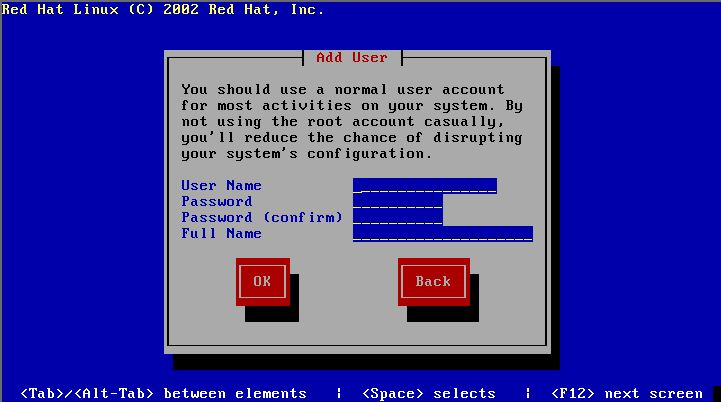 Red Hat Linux (C) 2002 Red Hat, Inc.
Add User
You should use a normal user account
for most activities on your system. By
not using the root account casually,
you'll reduce the chance of disrupting
your system's configuration.
User Name
Password
Password (confirm)
Full Name
OK Back
<Tab>/<Alt-Tab> between elements | <Space> selects | <F12> next screen